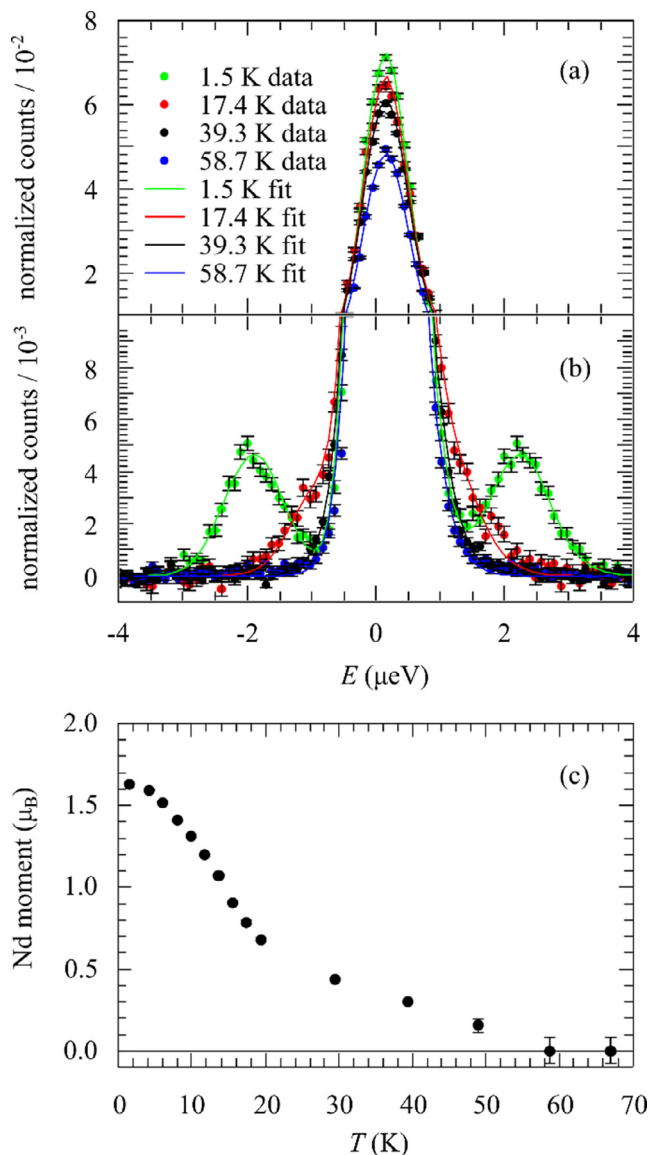 8
(a)
1.5 K data
17.4 K data
39.3 K data
58.7 K data
1.5 K fit
17.4 K fit
39.3 K fit
58.7 K fit
6
4
2
normalized counts / 10⁻²
(b)
8
6
4
2
0
normalized counts / 10⁻³
-4 -2 0 2 4
E (µeV)
2.0
(c)
1.5
1.0
0.5
0.0
Nd moment (μB)
0 10 20 30 40 50 60 70
T (K)